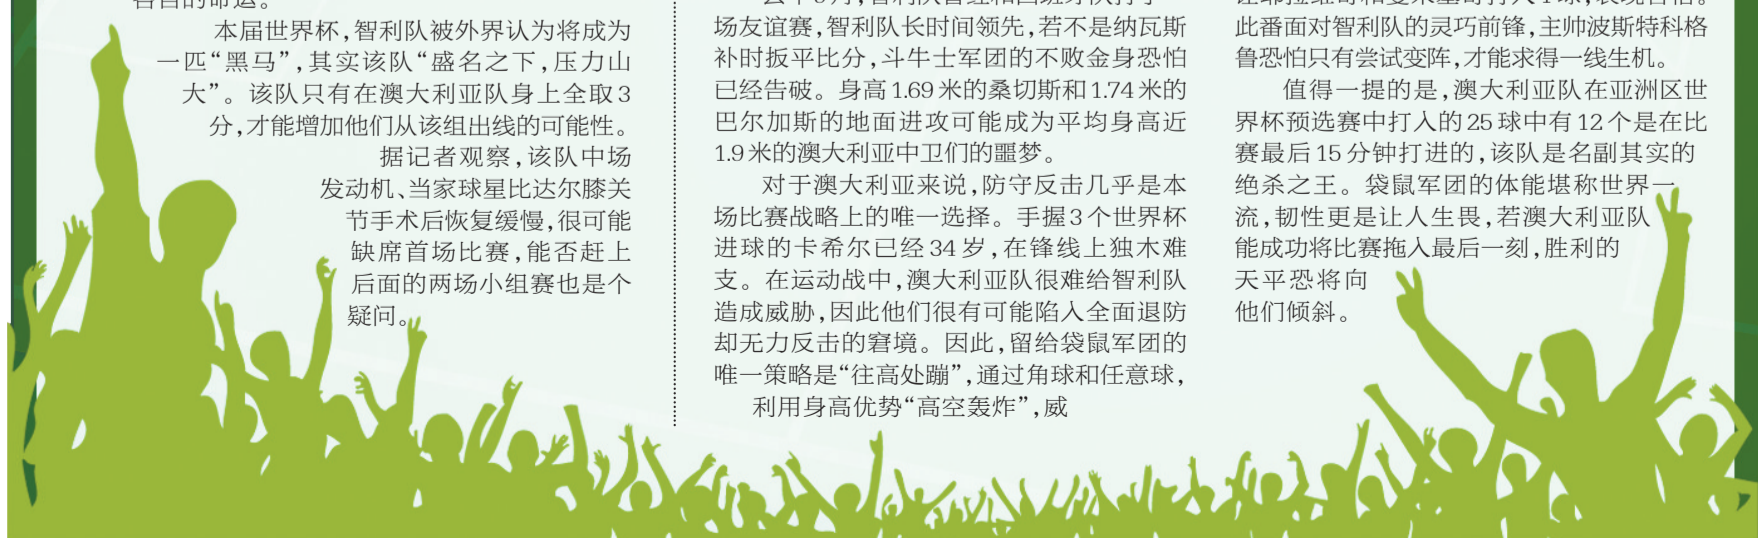 各自的命运。
本届世界杯,智利队被外界认为将成为
一匹“黑马”,其实该队“盛名之下,压力山
大”。该队只有在澳大利亚队身上全取3
分,才能增加他们从该组出线的可能性。
据记者观察,该队中场
发动机、当家球星比达尔膝关
节手术后恢复缓慢,很可能
缺席首场比赛,能否赶上
后面的两场小组赛也是个
疑问。
场友谊赛,智利队长时间领先,若不是纳瓦斯
补时扳平比分,斗牛士军团的不败金身恐怕
已经告破。身高1.69米的桑切斯和1.74米的
巴尔加斯的地面进攻可能成为平均身高近
1.9米的澳大利亚中卫们的噩梦。
对于澳大利亚来说,防守反击几乎是本
场比赛战略上的唯一选择。手握3个世界杯
进球的卡希尔已经34岁,在锋线上独木难
支。在运动战中,澳大利亚队很难给智利队
造成威胁,因此他们很有可能陷入全面退防
却无力反击的窘境。因此,留给袋鼠军团的
唯一策略是“往高处蹦”,通过角球和任意球,
利用身高优势“高空轰炸”,威
此番面对智利队的灵巧前锋,主帅波斯特科格
鲁恐怕只有尝试变阵,才能求得一线生机。
值得一提的是,澳大利亚队在亚洲区世
界杯预选赛中打入的25球中有12个是在比
赛最后15分钟打进的,该队是名副其实的
绝杀之王。袋鼠军团的体能堪称世界一
流,韧性更是让人生畏,若澳大利亚队
能成功将比赛拖入最后一刻,胜利的
天平恐将向
他们倾斜。